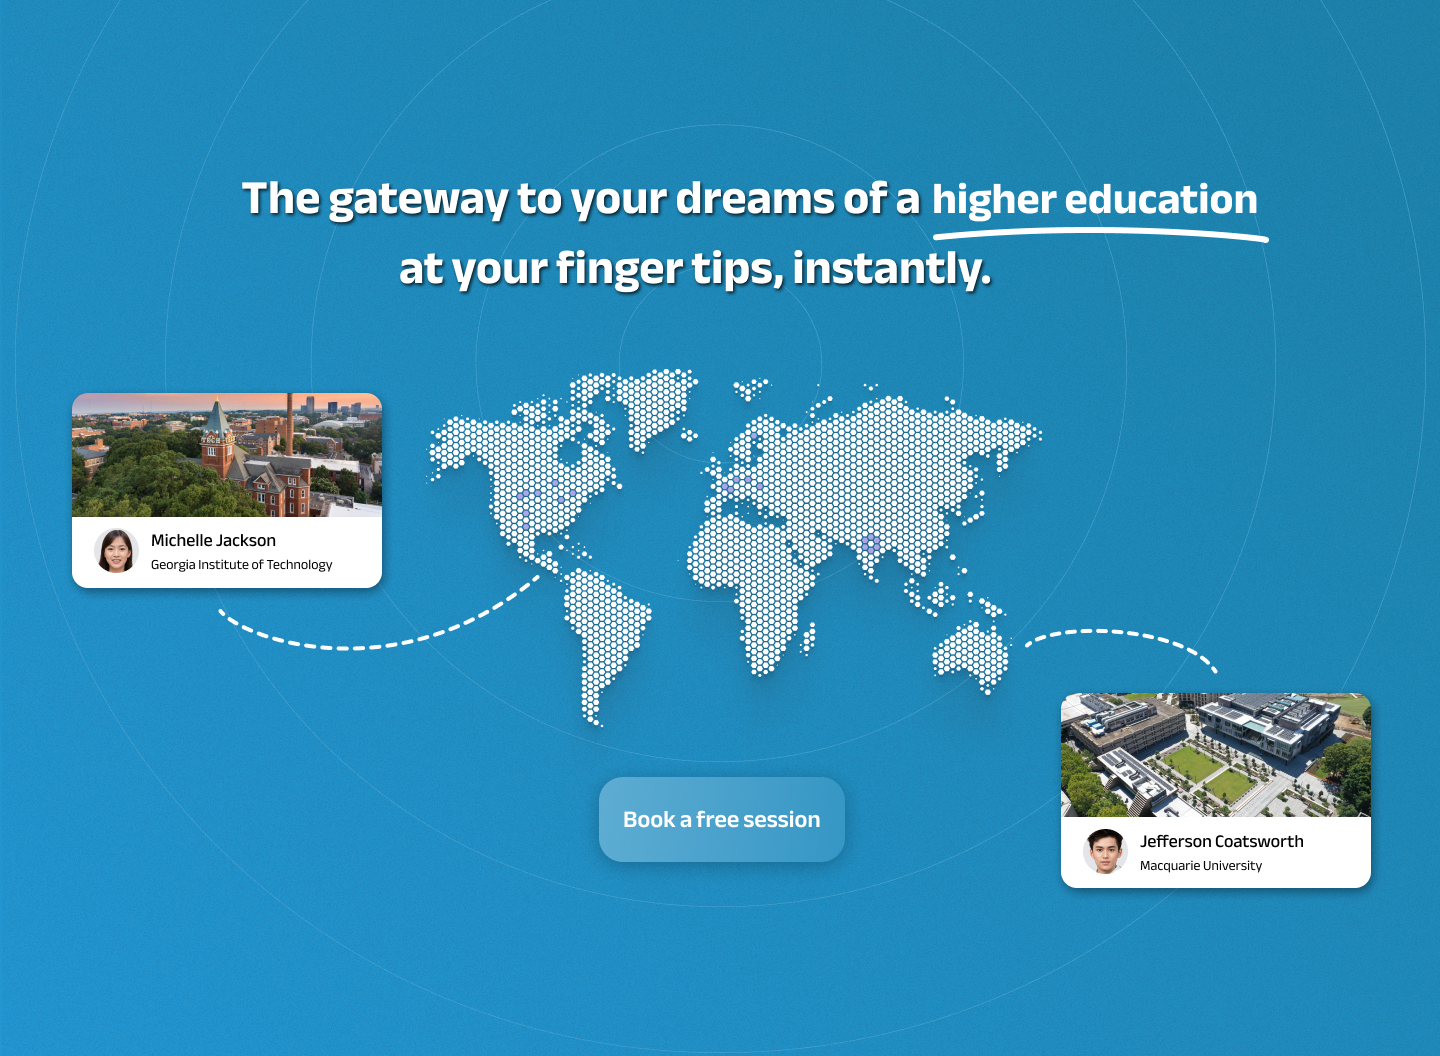 The gateway to your dreams of a higher education
at your finger tips, instantly.
TECH
Michelle Jackson
Georgia Institute of Technology
Book a free session
Jefferson Coatsworth
Macquarie University